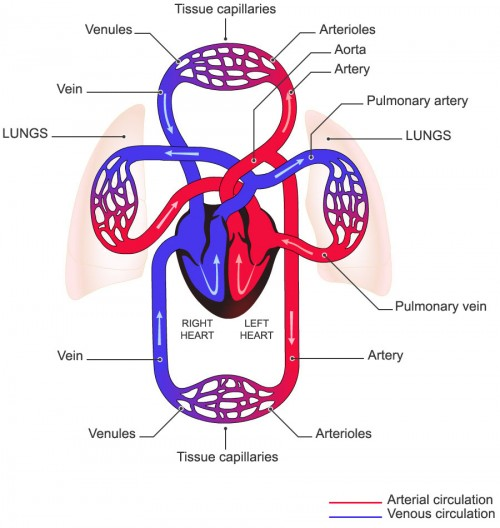 Tissue capillaries
Venules
Arterioles
Aorta
Vein
Artery
Pulmonary artery
LUNGS
LUNGS
Pulmonary vein
RIGHT
HEART
LEFT
HEART
Vein
Artery
Venules
Arterioles
Tissue capillaries
Arterial circulation
Venous circulation